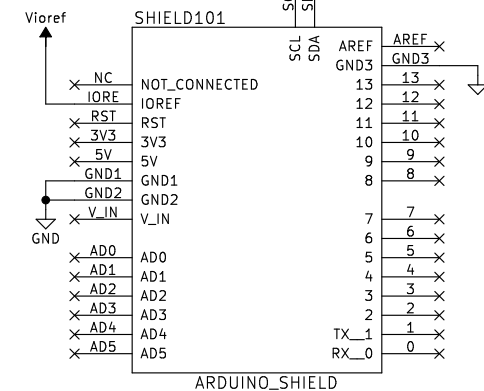 Vioref
SHIELD101
SCL
SDA
AREF AREF
GND3 GND3
NC NOT_CONNECTED 13 13
IORE IOREF 12 12
RST RST 11 11
3V3 3V3 10 10
5V 5V 9 9
GND1 GND1 8 8
GND2 GND2
V_IN V_IN 7 7
GND
6 6
AD0 AD0 5 5
AD1 AD1 4 4
AD2 AD2 3 3
AD3 AD3 2 2
AD4 AD4 TX__1 1
AD5 AD5 RX__0 0
ARDUINO_SHIELD